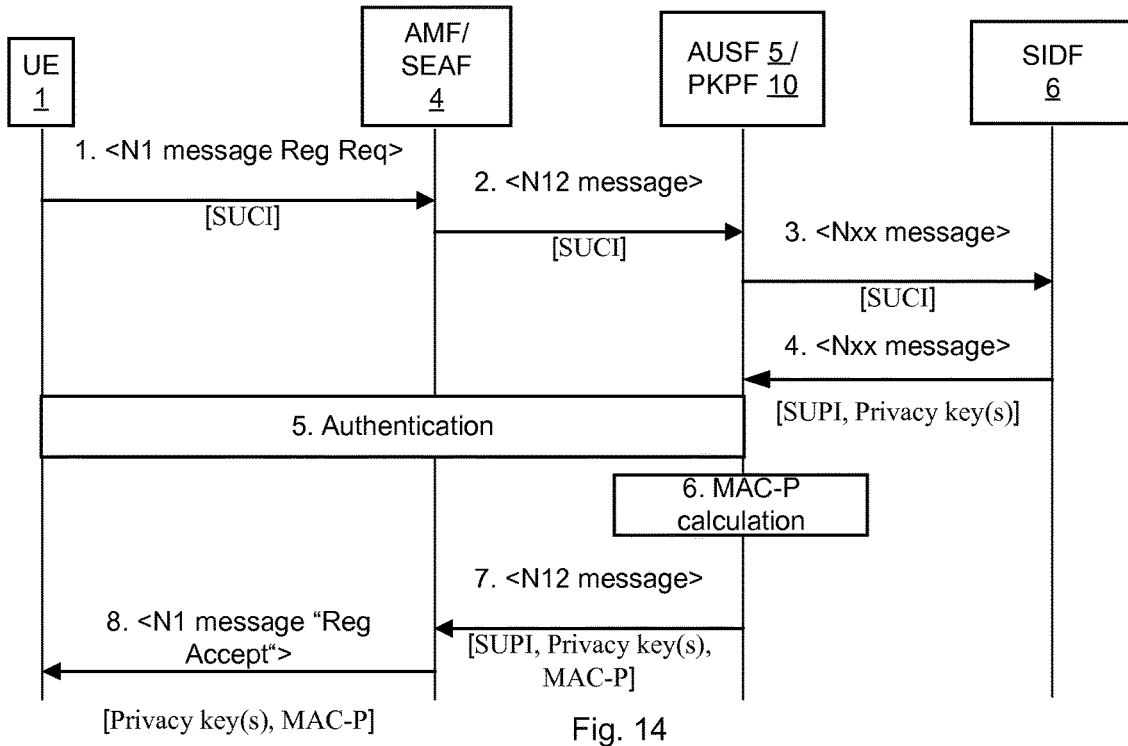 UE
1
AMF/
SEAF
4
AUSF 5 /
PKPF 10
SIDF
6
1. <N1 message Reg Req>
[SUCI]
2. <N12 message>
[SUCI]
3. <Nxx message>
[SUCI]
4. <Nxx message>
[SUPI, Privacy key(s)]
5. Authentication
6. MAC-P
calculation
7. <N12 message>
[SUPI, Privacy key(s),
MAC-P]
8. <N1 message “Reg
Accept“>
[Privacy key(s), MAC-P]
Fig. 14